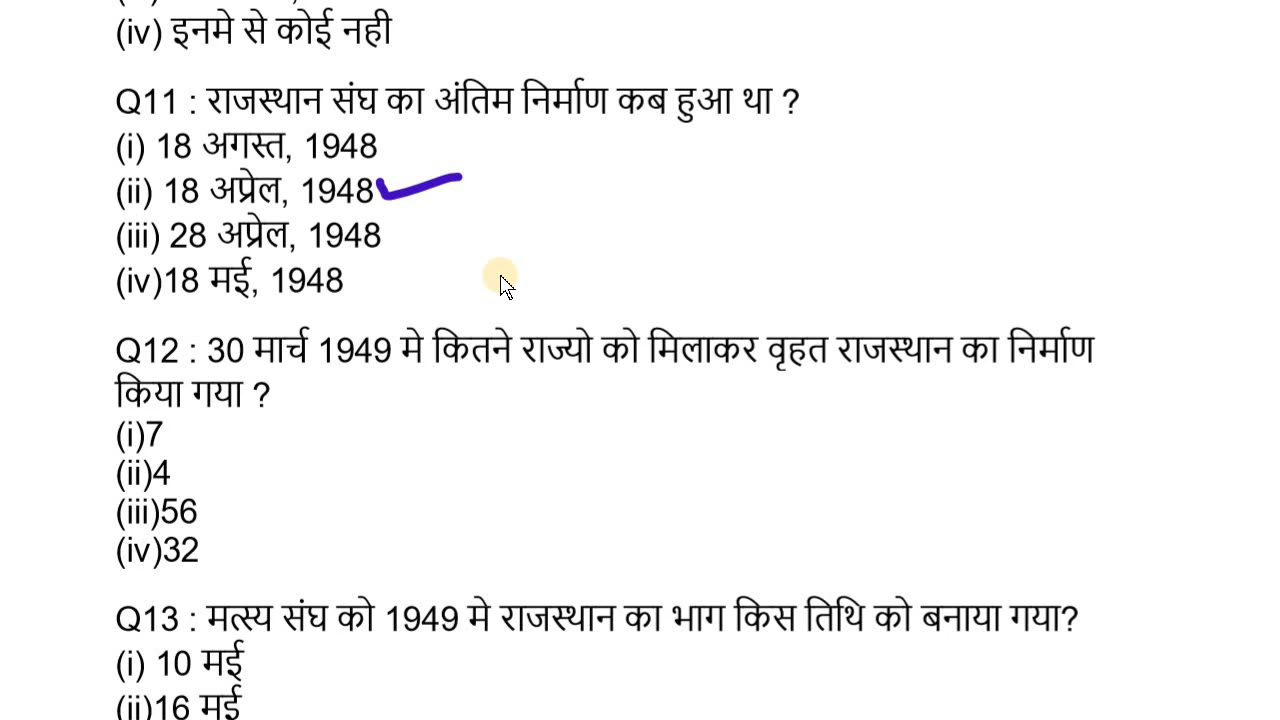 (iv) इनमे से कोई नही
Q11 : राजस्थान संघ का अंतिम निर्माण कब हुआ था ?
(i) 18 अगस्त, 1948
(ii) 18 अप्रेल, 1948
(iii) 28 अप्रेल, 1948
(iv)18 मई, 1948
Q12 : 30 मार्च 1949 मे कितने राज्यो को मिलाकर वृहत राजस्थान का निर्माण
किया गया ?
(i)7
(ii)4
(iii)56
(iv)32
Q13 : मत्स्य संघ को 1949 मे राजस्थान का भाग किस तिथि को बनाया गया?
(i) 10 मई
(ii)16 मई